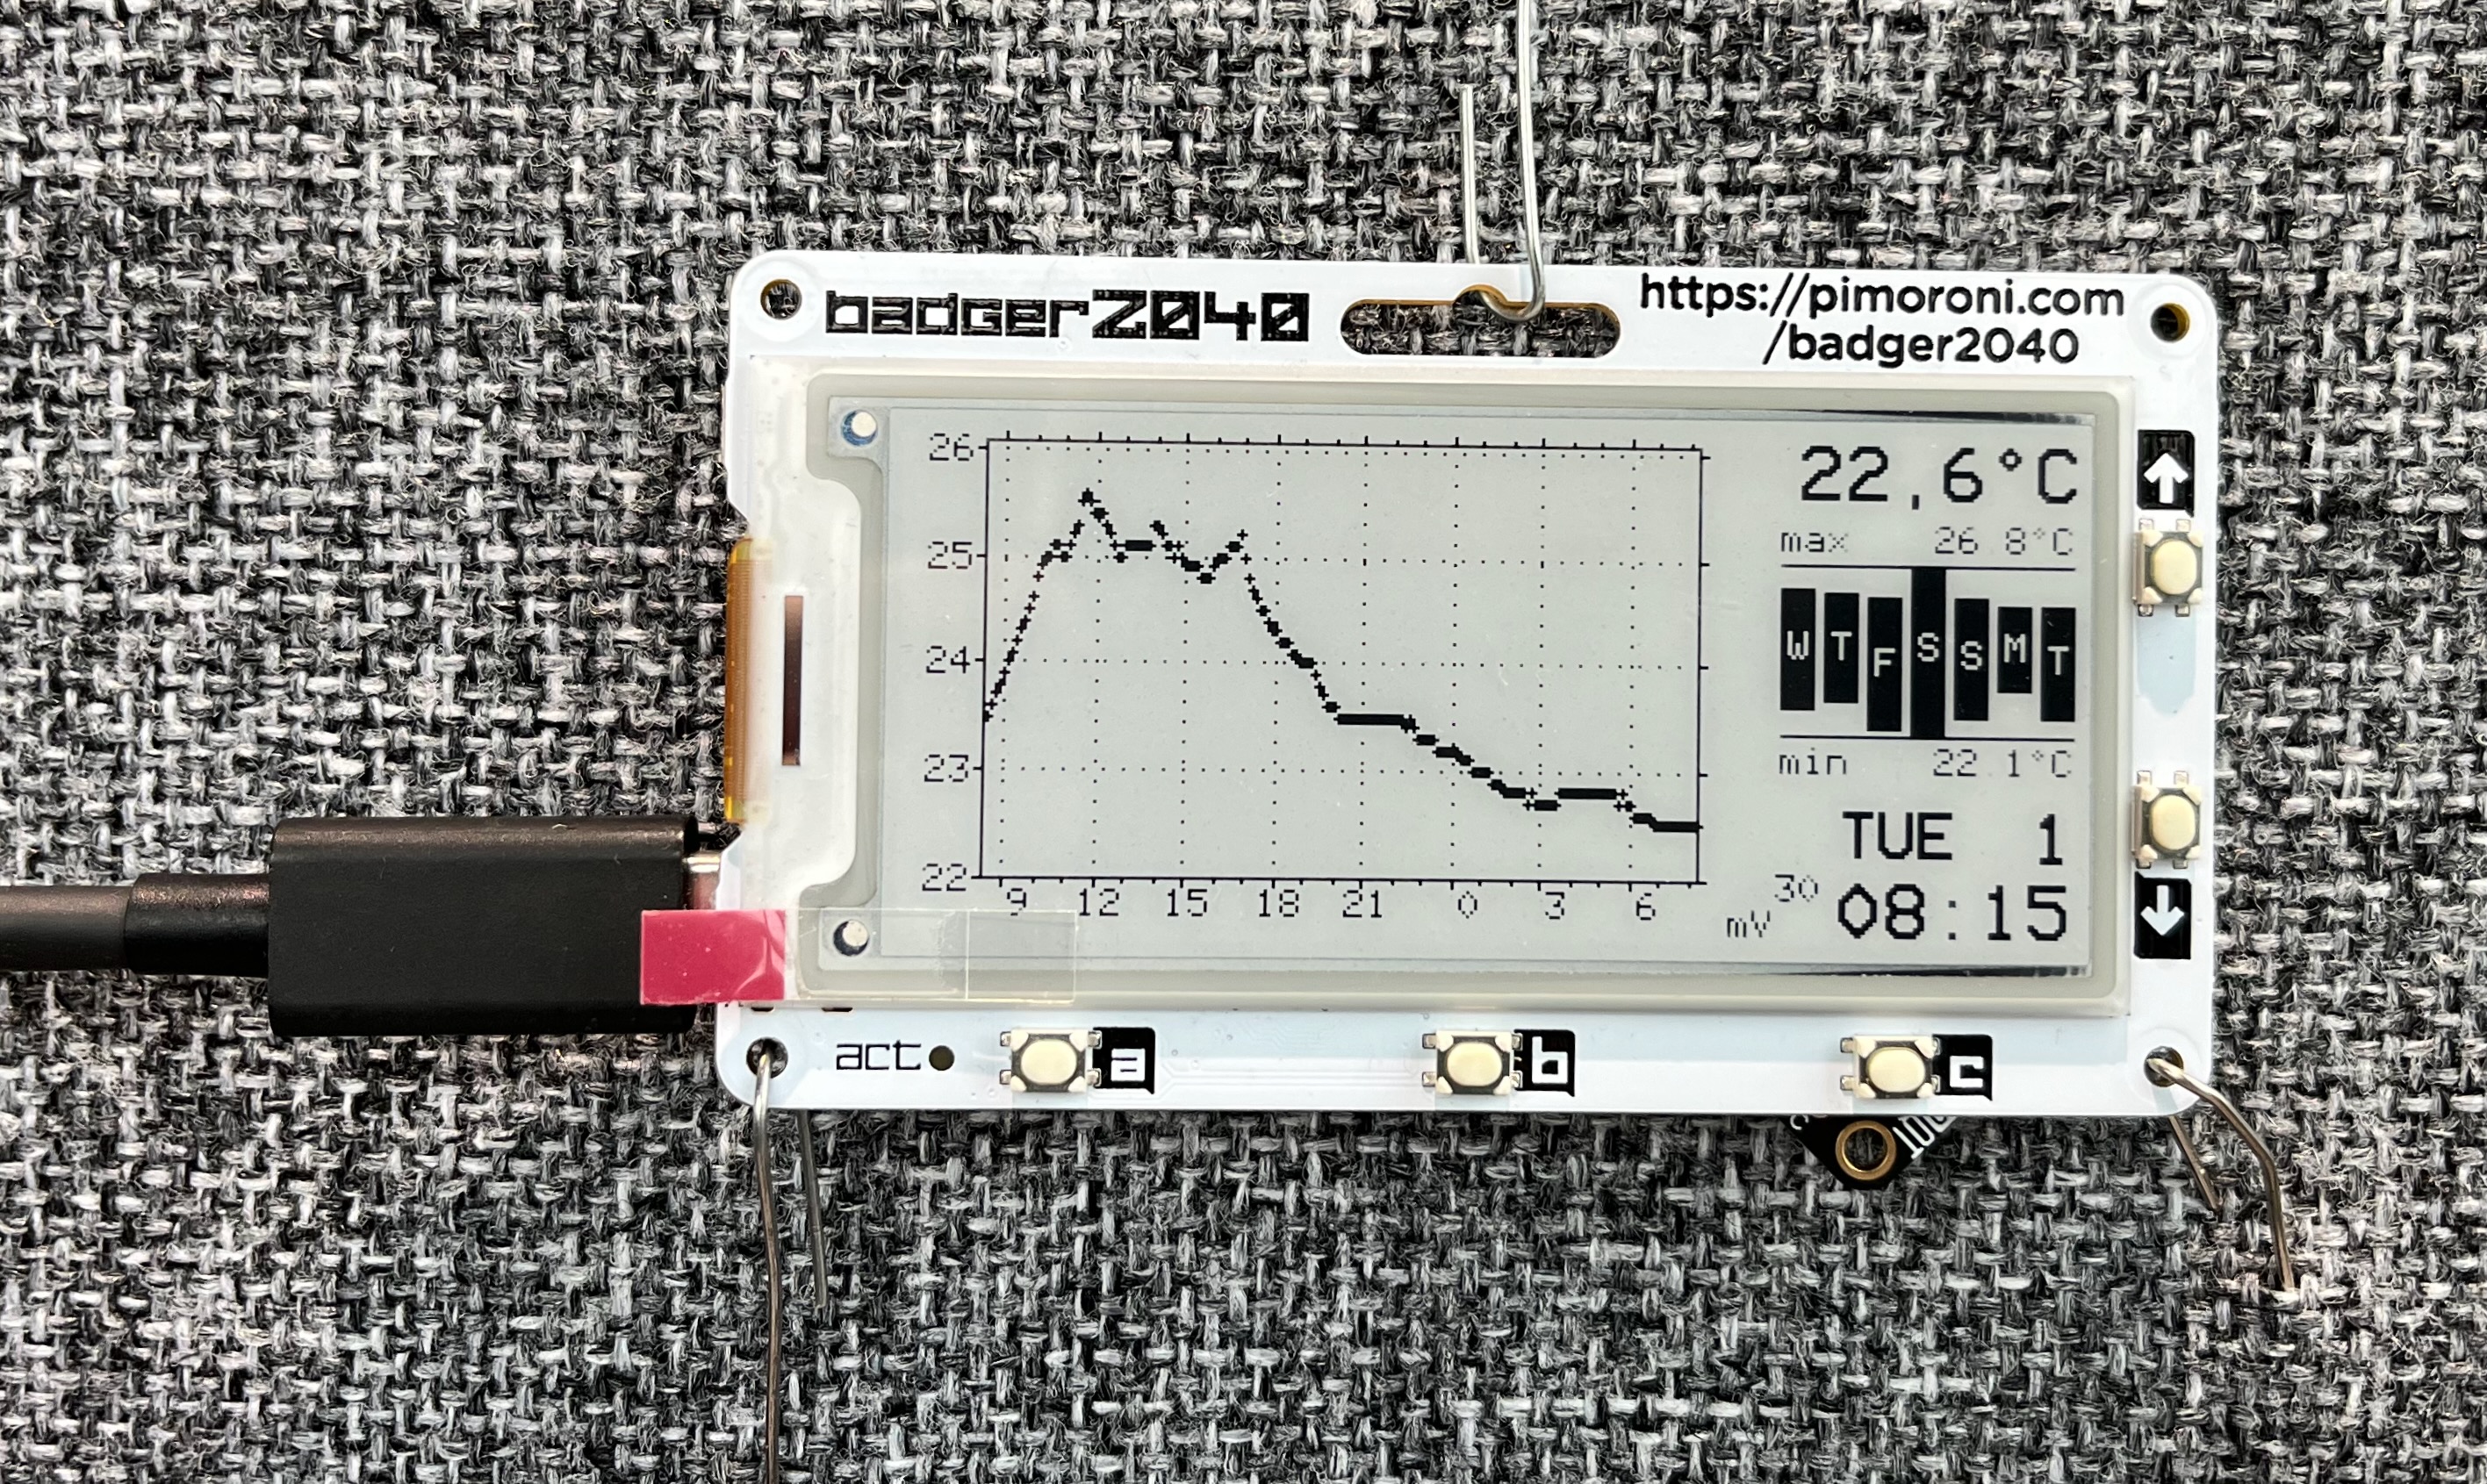 badger2040
https://pimoroni.com
/badger2040
26
25
24
23
22
9 12 15 18 21 0 3 6
22,6°C
max 26 8°C
W T F S S M T
min 22 1°C
TUE 1
mV 30
08:15
act
a
b
c